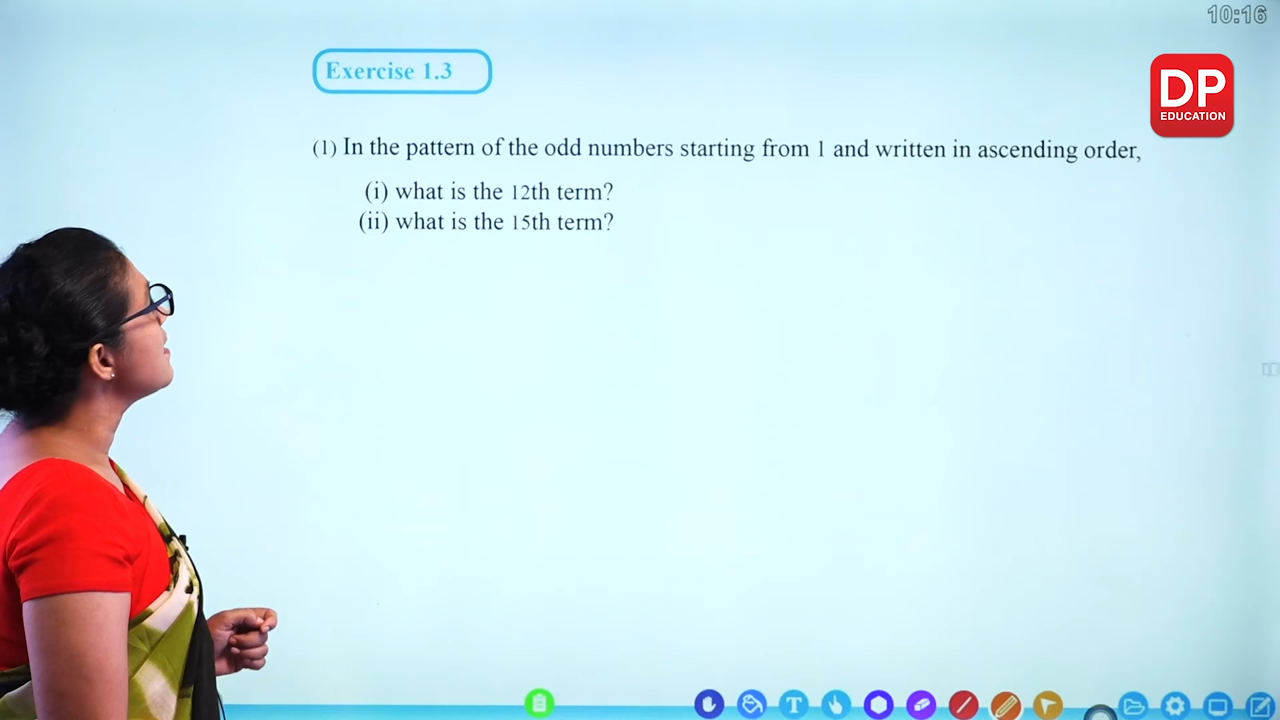 10:16
Exercise 1.3
DP
EDUCATION
(1) In the pattern of the odd numbers starting from 1 and written in ascending order,
(i) what is the 12th term?
(ii) what is the 15th term?
T